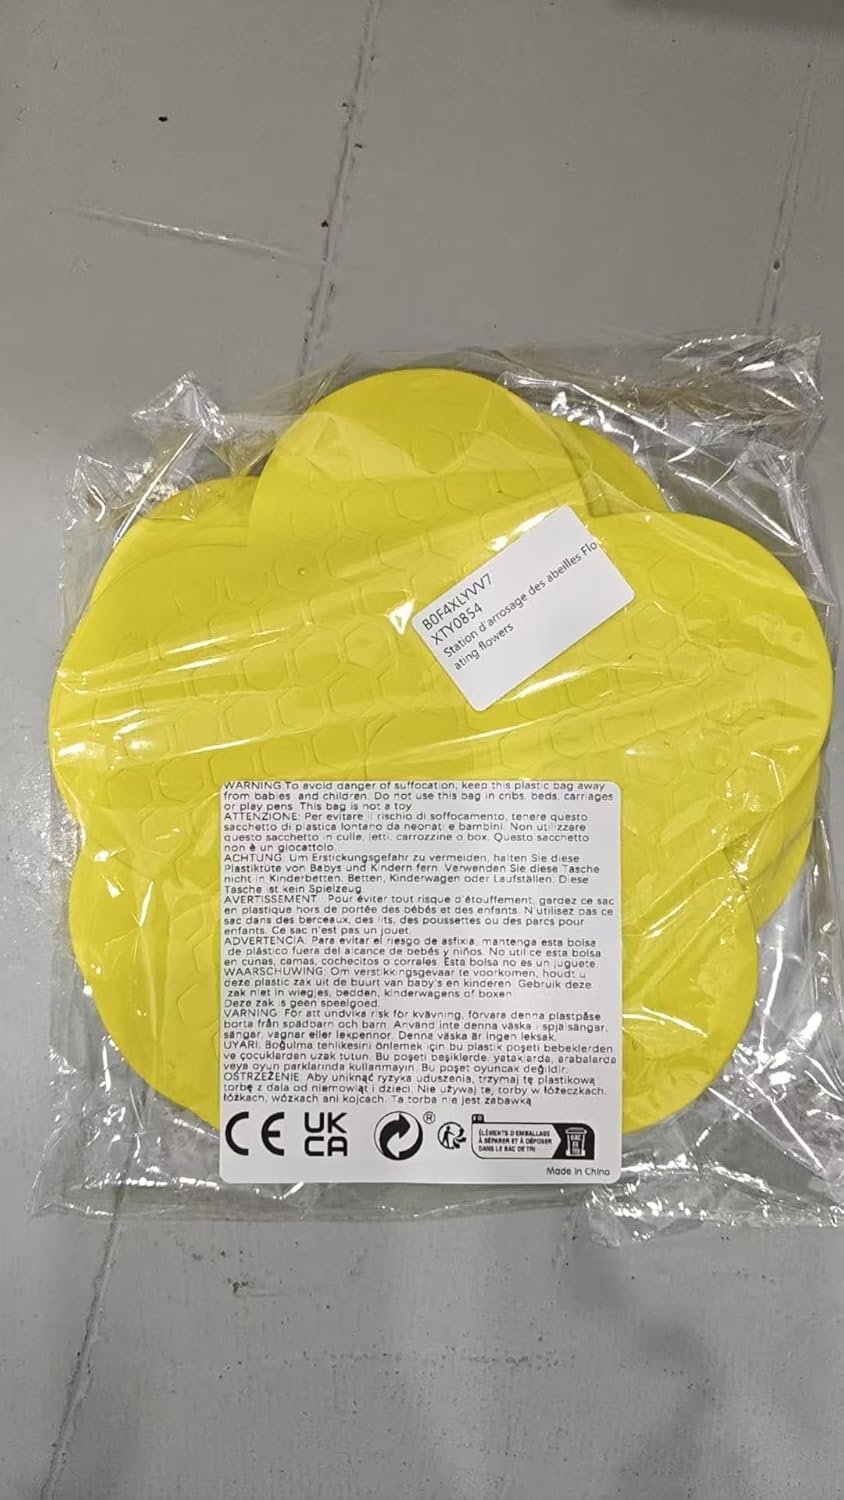 B0F4XLYVV7
XTY0854
Station d'arrosage des abeilles Flo
ating flowers
WARNING:To avoid danger of suffocation, keep this plastic bag away
from babies and children. Do not use this bag in cribs. beds. carriages
or play pens. This bag is not a toy
ATTENZIONE: Per evitare il rischio di soffocamento, tenere questo
sacchetto di plastica lontano da neonati e bambini. Non utilizzare
questo sacchetto in culle, letti, carrozzine o box. Questo sacchetto
non è un giocattolo.
ACHTUNG: Um Erstickungsgefahr zu vermeiden, halten Sie diese
Plastiktüte von Babys und Kindern fern. Verwenden Sie diese Tasche
nicht in Kinderbetten, Betten, Kinderwagen oder Laufställen. Diese
Tasche ist kein Spielzeug
AVERTISSEMENT: Pour éviter tout risque d'étouffement, gardez ce sac
en plastique hors de portée des bébés et des enfants. N'utilisez pas ce
sac dans des berceaux, des lits, des poussettes ou des parcs pour
enfants. Ce sac n'est pas un jouet.
ADVERTENCIA: Para evitar el riesgo de asfixia, mantenga esta bolsa
de plástico fuera del alcance de bebés y niños. No utilice esta bolsa
en cunas, camas, cochecitos o corrales. Esta bolsa no es un juguete.
WAARSCHUWING: Om verstikkingsgevaar te voorkomen, houdt u
deze plastic zak uit de buurt van baby's en kinderen. Gebruik deze
zak niet in wiegjes, bedden, kinderwagens of boxen
Deze zak is geen speelgoed.
VARNING: För att undvika risk för kvävning, förvara denna plastpåse
borta från spädbarn och barn. Använd inte denna väska i spjälsängar,
sängar, vagnar eller lekpennor. Denna väska är ingen leksak.
UYARI: Boğulma tehlikesini önlemek için bu plastik poşeti bebeklerden
ve çocuklardan uzak tutun. Bu poşeti beşiklerde, yataklarda, arabalarda
veya oyun parklarında kullanmayın. Bu poşet oyuncak değildir.
OSTRZEŻENIE: Aby uniknąć ryzyka uduszenia, trzymaj tę plastikową
torbę z dala od niemowląt i dzieci. Nie używaj tej torby w łóżeczkach,
łóżkach, wózkach ani kojcach. Ta torba nie jest zabawką
CE UK
CA
®
FR
ÉLÉMENTS D'EMBALLAGE
À SÉPARER ET À DÉPOSER
DANS LE BAC DE TRI
BAC
DE
TRI
Made in China